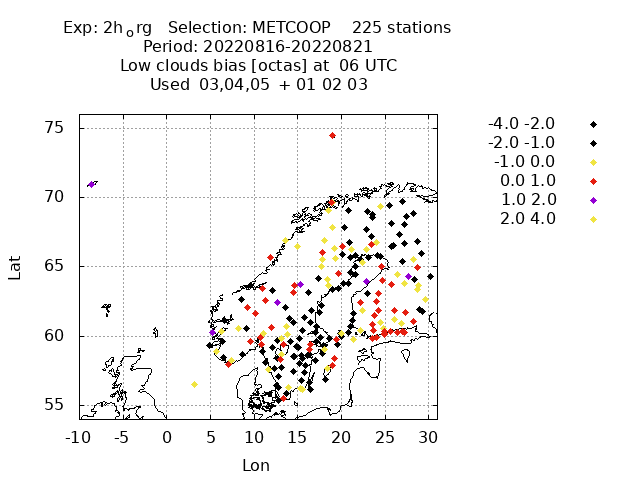 Exp: 2h_o rg   Selection: METCOOP    225 stations
Period: 20220816-20220821
Low clouds bias [octas] at  06 UTC
Used  03,04,05  + 01 02 03
-4.0 -2.0
-2.0 -1.0
-1.0 0.0
0.0 1.0
1.0 2.0
2.0 4.0
75
70
65
60
55
Lat
-10 -5 0 5 10 15 20 25 30
Lon